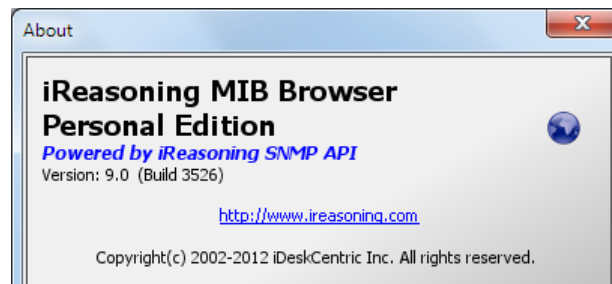 About
iReasoning MIB Browser
Personal Edition
Powered by iReasoning SNMP API
Version: 9.0 (Build 3526)
http://www.ireasoning.com
Copyright(c) 2002-2012 iDeskCentric Inc. All rights reserved.